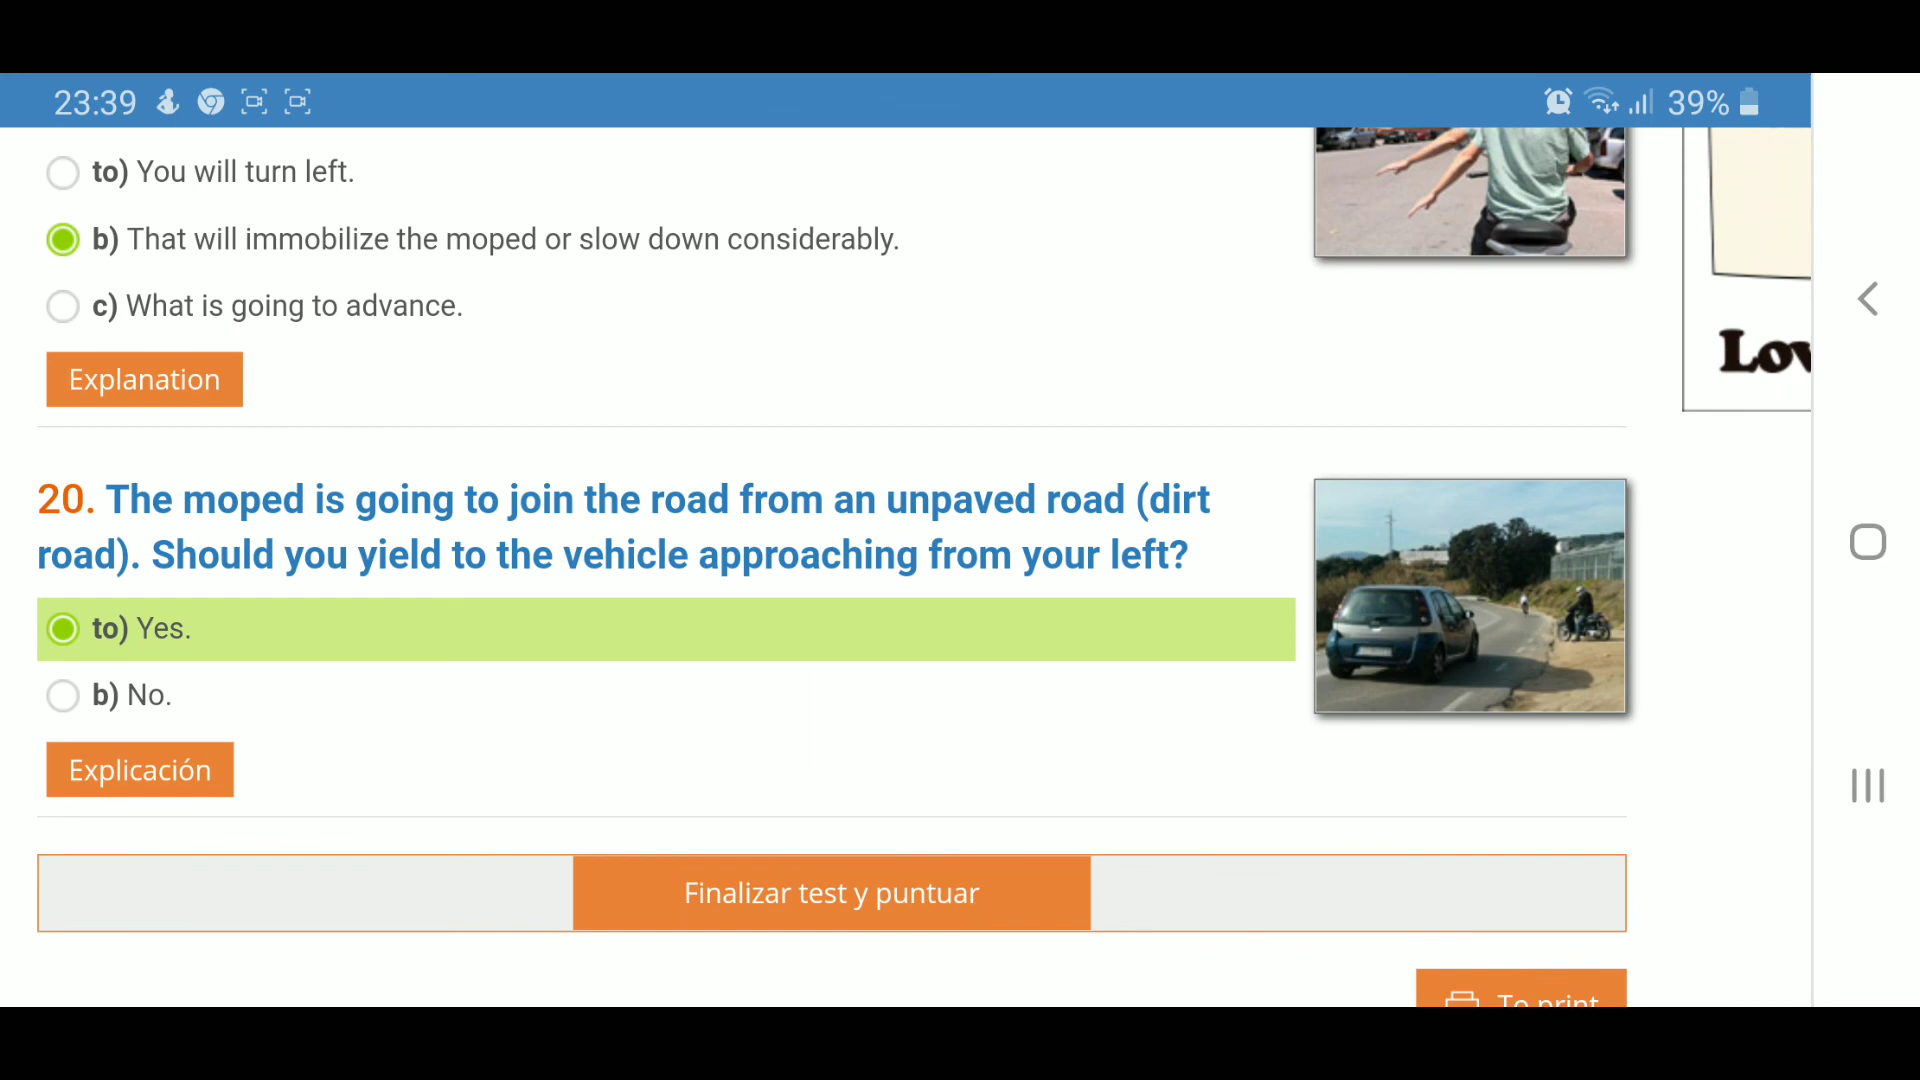 23:39
39%
to) You will turn left.
b) That will immobilize the moped or slow down considerably.
c) What is going to advance.
Explanation
20. The moped is going to join the road from an unpaved road (dirt
road). Should you yield to the vehicle approaching from your left?
to) Yes.
b) No.
Explicación
Finalizar test y puntuar
To print